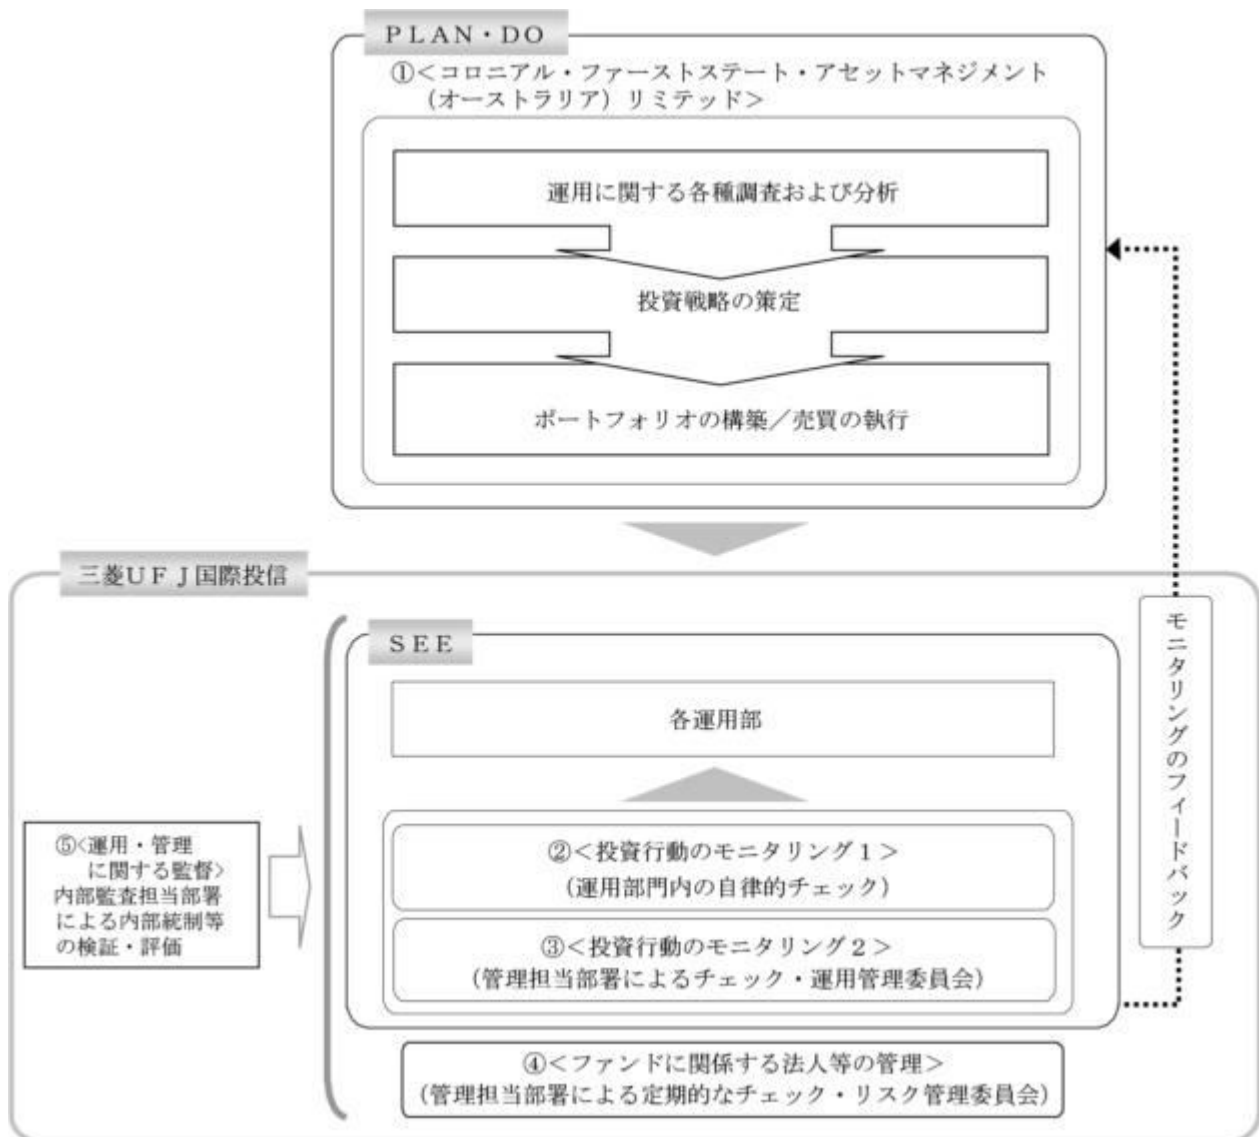 PLAN・DO
①<コロニアル・ファーストステート・アセットマネジメント
(オーストラリア)リミテッド>
運用に関する各種調査および分析
投資戦略の策定
ポートフォリオの構築/売買の執行
三菱UFJ国際投信
SEE
各運用部
モニタリングのフィードバック
⑤<運用・管理
に関する監督>
内部監査担当部署
による内部統制等
の検証・評価
②<投資行動のモニタリング1>
(運用部門内の自律的チェック)
③<投資行動のモニタリング2>
(管理担当部署によるチェック・運用管理委員会)
④<ファンドに関係する法人等の管理>
(管理担当部署による定期的なチェック・リスク管理委員会)